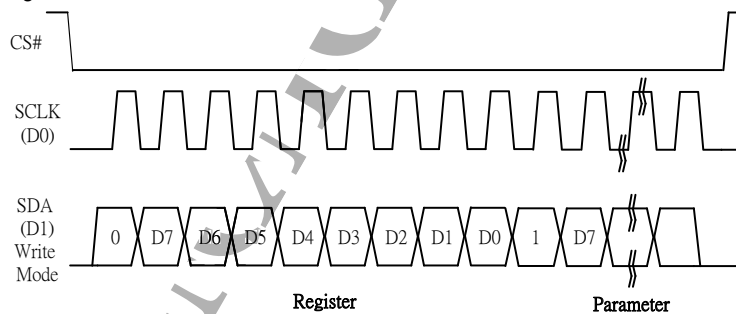 CS#
SCLK
(D0)
SDA
(D1)
Write
Mode
0 D7 D6 D5 D4 D3 D2 D1 D0 1 D7
Register Parameter